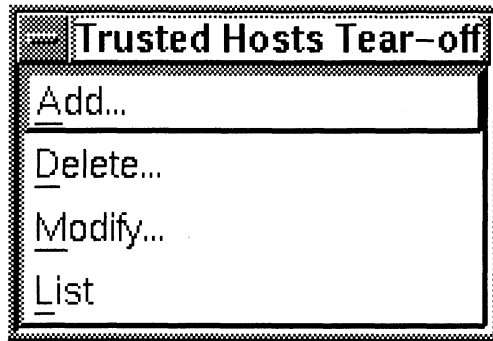 Trusted Hosts Tear-off
Add...
Delete...
Modify...
List